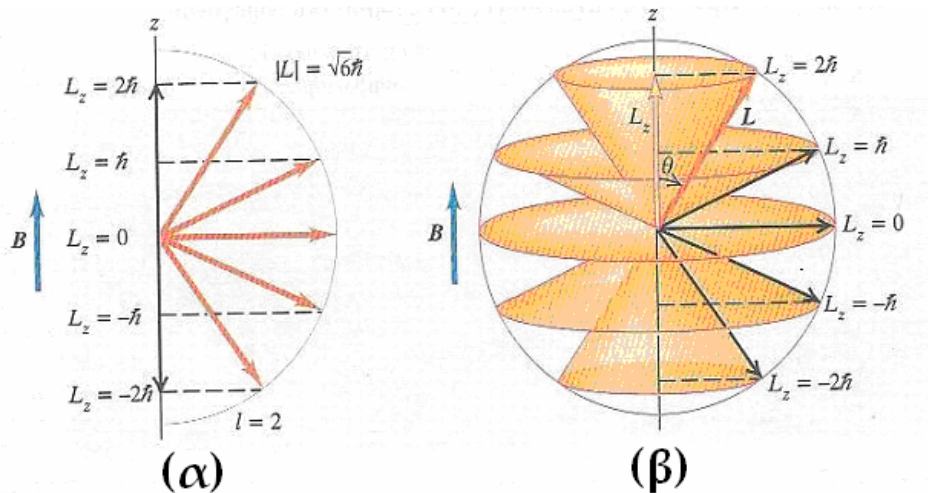 z
|L| = √6ħ
L_z = 2ħ
L_z = ħ
B
L_z = 0
L_z = −ħ
L_z = −2ħ
l = 2
(α)
z
L_z = 2ħ
L_z
L
θ
L_z = ħ
B
L_z = 0
L_z = −ħ
L_z = −2ħ
(β)